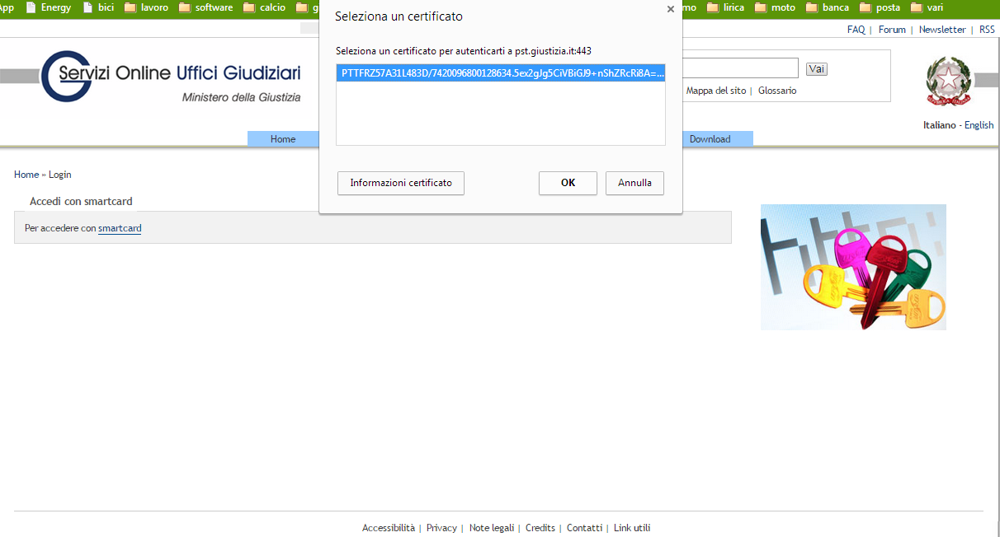 App Energy bici lavoro software calcio g
mo lirica moto banca posta vari
Seleziona un certificato
Seleziona un certificato per autenticarti a pst.giustizia.it:443
PTTFRZ57A31L483D/7420096800128634.5ex2gJg5CiVBiGJ9+nShZRcRi8A=...
Informazioni certificato OK Annulla
FAQ | Forum | Newsletter | RSS
Servizi Online Uffici Giudiziari
Ministero della Giustizia
Vai
Mappa del sito | Glossario
Italiano - English
Home Download
Home » Login
Accedi con smartcard
Per accedere con smartcard
http
Accessibilità | Privacy | Note legali | Credits | Contatti | Link utili